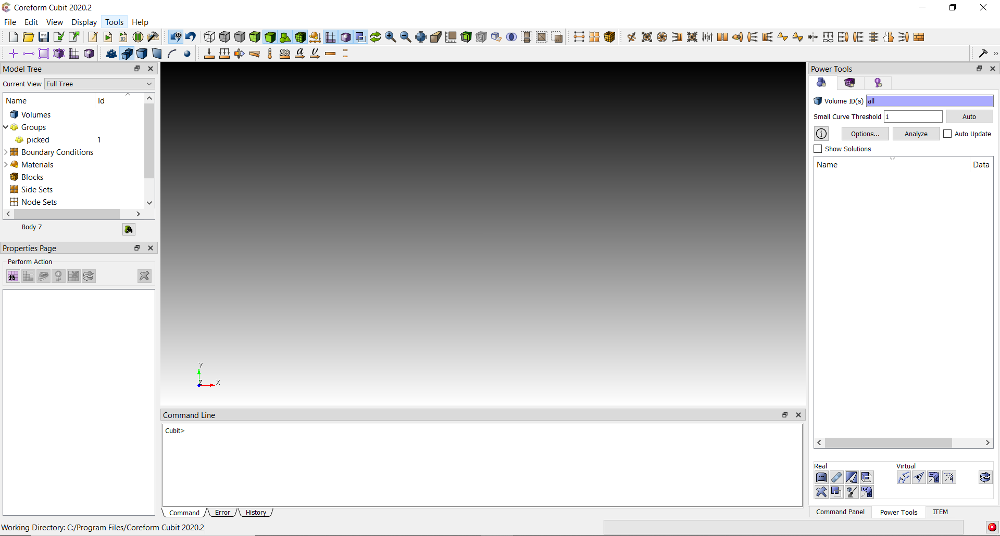 Coreform Cubit 2020.2
File Edit View Display Tools Help
Model Tree
Current View Full Tree
Name Id
Volumes
Groups
picked 1
Boundary Conditions
Materials
Blocks
Side Sets
Node Sets
Body 7
Properties Page
Perform Action
Y
Z X
Command Line
Cubit>
Command Error History
Power Tools
Volume ID(s) all
Small Curve Threshold 1 Auto
Options... Analyze Auto Update
Show Solutions
Name Data
Real Virtual
Command Panel Power Tools ITEM
Working Directory: C:/Program Files/Coreform Cubit 2020.2